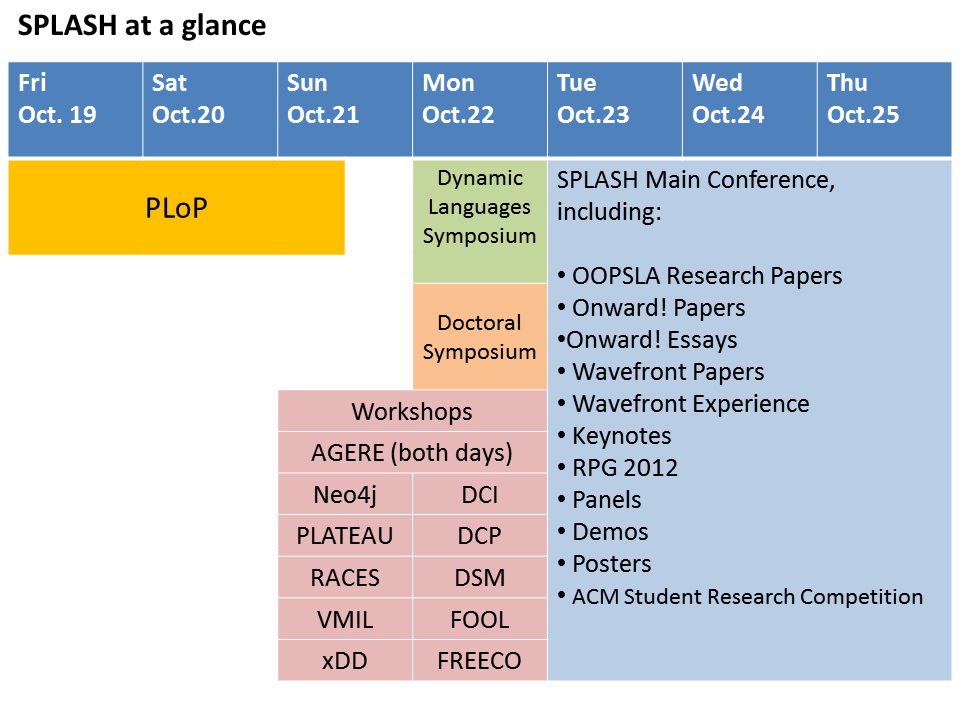 SPLASH at a glance
Fri
Oct. 19
Sat
Oct.20
Sun
Oct.21
Mon
Oct.22
Tue
Oct.23
Wed
Oct.24
Thu
Oct.25
PLoP
Dynamic
Languages
Symposium
Doctoral
Symposium
Workshops
AGERE (both days)
Neo4j
DCI
PLATEAU
DCP
RACES
DSM
VMIL
FOOL
xDD
FREECO
SPLASH Main Conference,
including:
• OOPSLA Research Papers
• Onward! Papers
•Onward! Essays
• Wavefront Papers
• Wavefront Experience
• Keynotes
• RPG 2012
• Panels
• Demos
• Posters
• ACM Student Research Competition